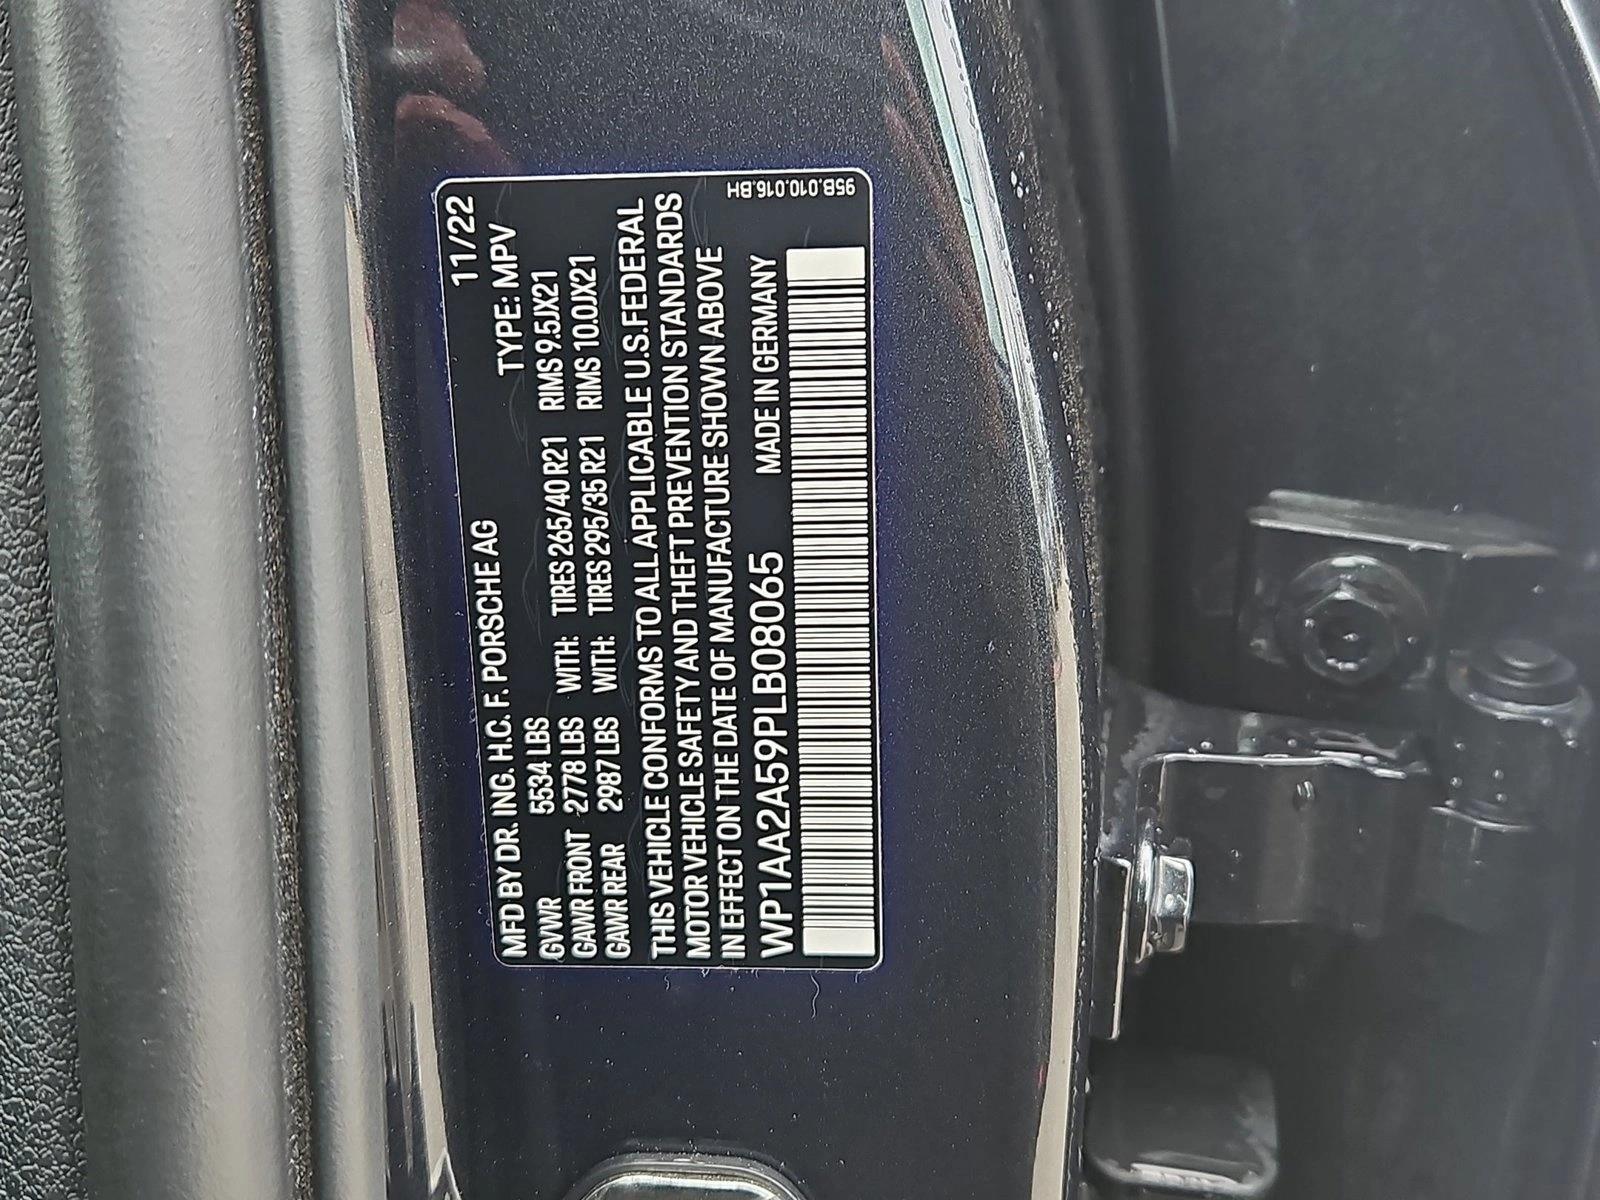 11/22
MFD BY DR. ING. H.C. F. PORSCHE AG
GVWR 5534 LBS TYPE: MPV
GAWR FRONT 2778 LBS WITH: TIRES 265/40 R21 RIMS 9.5JX21
GAWR REAR 2987 LBS WITH: TIRES 295/35 R21 RIMS 10.0JX21
THIS VEHICLE CONFORMS TO ALL APPLICABLE U.S. FEDERAL
MOTOR VEHICLE SAFETY AND THEFT PREVENTION STANDARDS
IN EFFECT ON THE DATE OF MANUFACTURE SHOWN ABOVE
WP1AA2A59PLB08065 MADE IN GERMANY
95B.010.016.BH